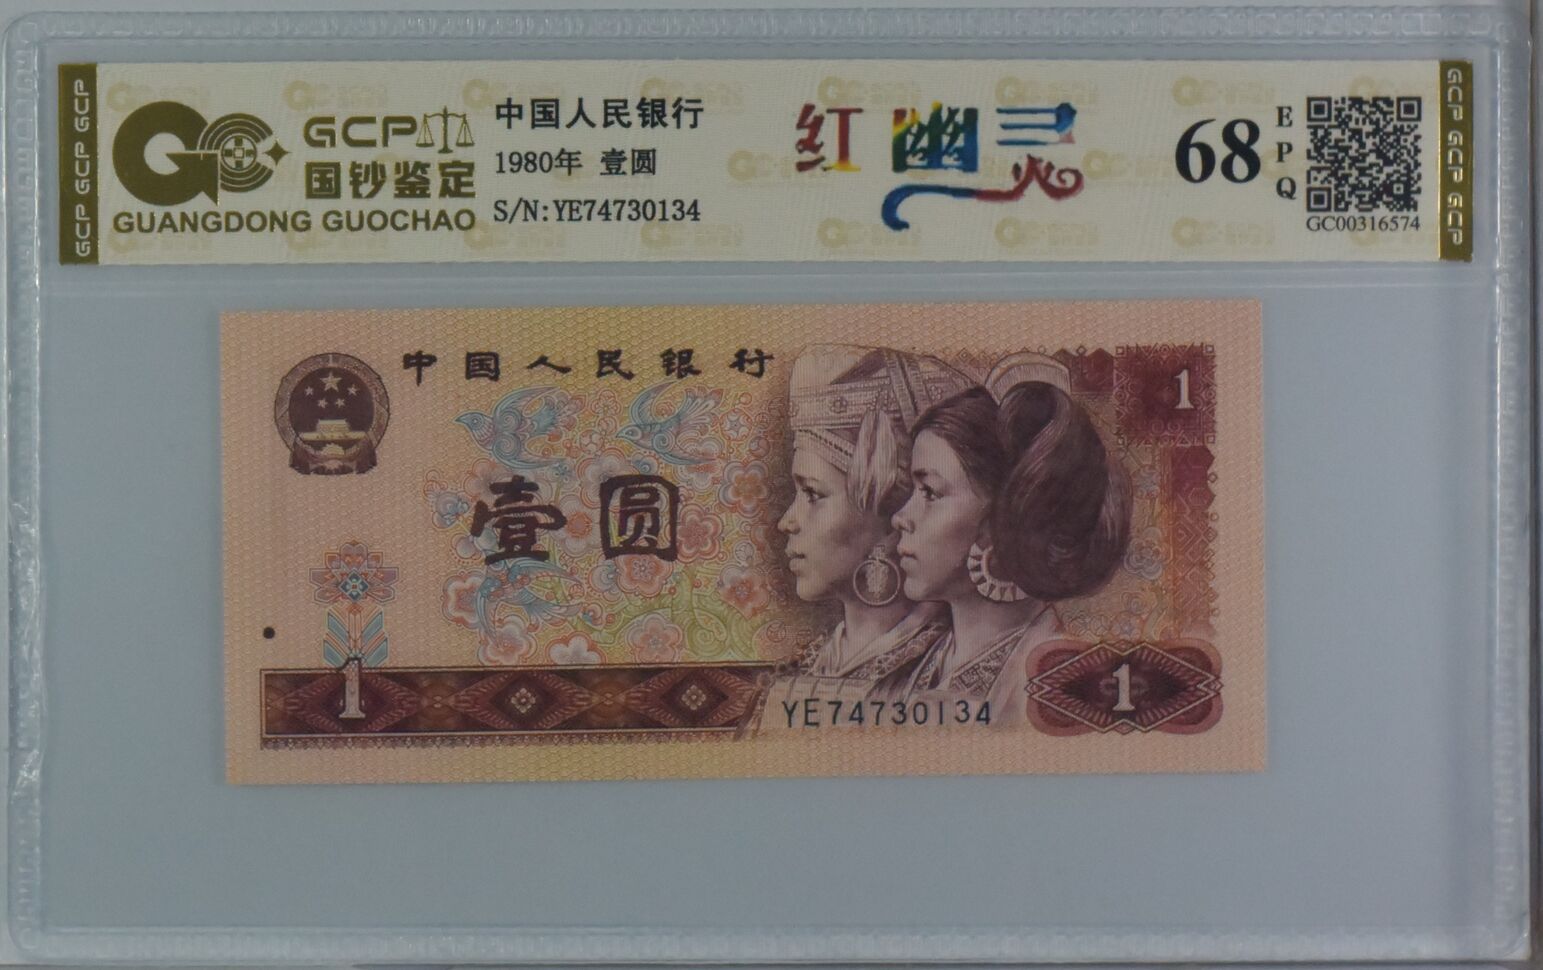 GCP GCP GCP
GCP
国钞鉴定
GUANGDONG GUOCHAO
中国人民银行
1980年 壹圆
S/N:YE74730134
红幽灵
68
EPQ
GC00316574
GCP GCP GCP GCP
中国人民银行
1
壹圆
1
1
YE74730134